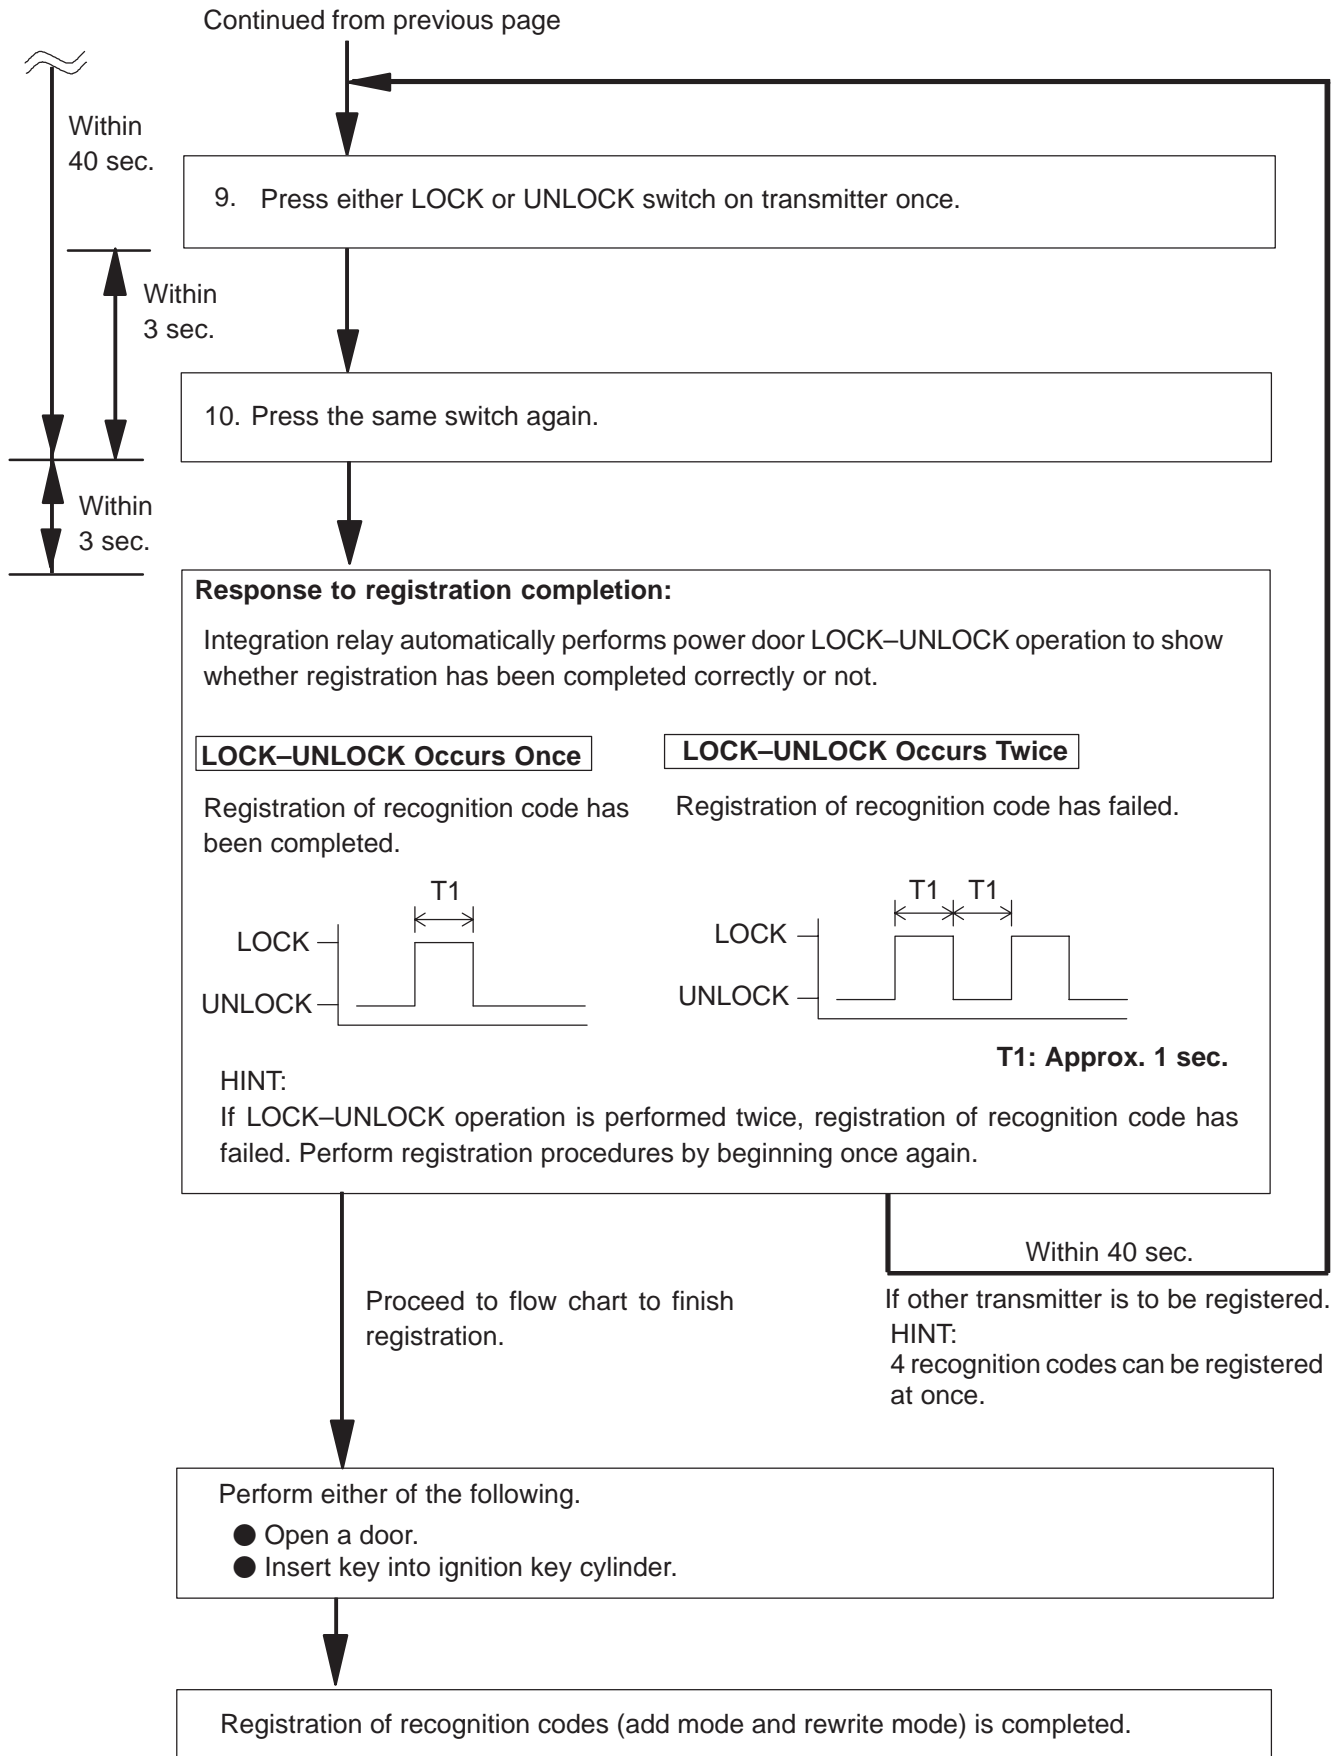 Continued from previous page
Within
40 sec.
9. Press either LOCK or UNLOCK switch on transmitter once.
Within
3 sec.
10. Press the same switch again.
Within
3 sec.
Response to registration completion:
Integration relay automatically performs power door LOCK–UNLOCK operation to show
whether registration has been completed correctly or not.
LOCK–UNLOCK Occurs Once
Registration of recognition code has
been completed.
T1
LOCK
UNLOCK
LOCK–UNLOCK Occurs Twice
Registration of recognition code has failed.
T1 T1
LOCK
UNLOCK
T1: Approx. 1 sec.
HINT:
If LOCK–UNLOCK operation is performed twice, registration of recognition code has
failed. Perform registration procedures by beginning once again.
Within 40 sec.
Proceed to flow chart to finish
registration.
If other transmitter is to be registered.
HINT:
4 recognition codes can be registered
at once.
Perform either of the following.
● Open a door.
● Insert key into ignition key cylinder.
Registration of recognition codes (add mode and rewrite mode) is completed.